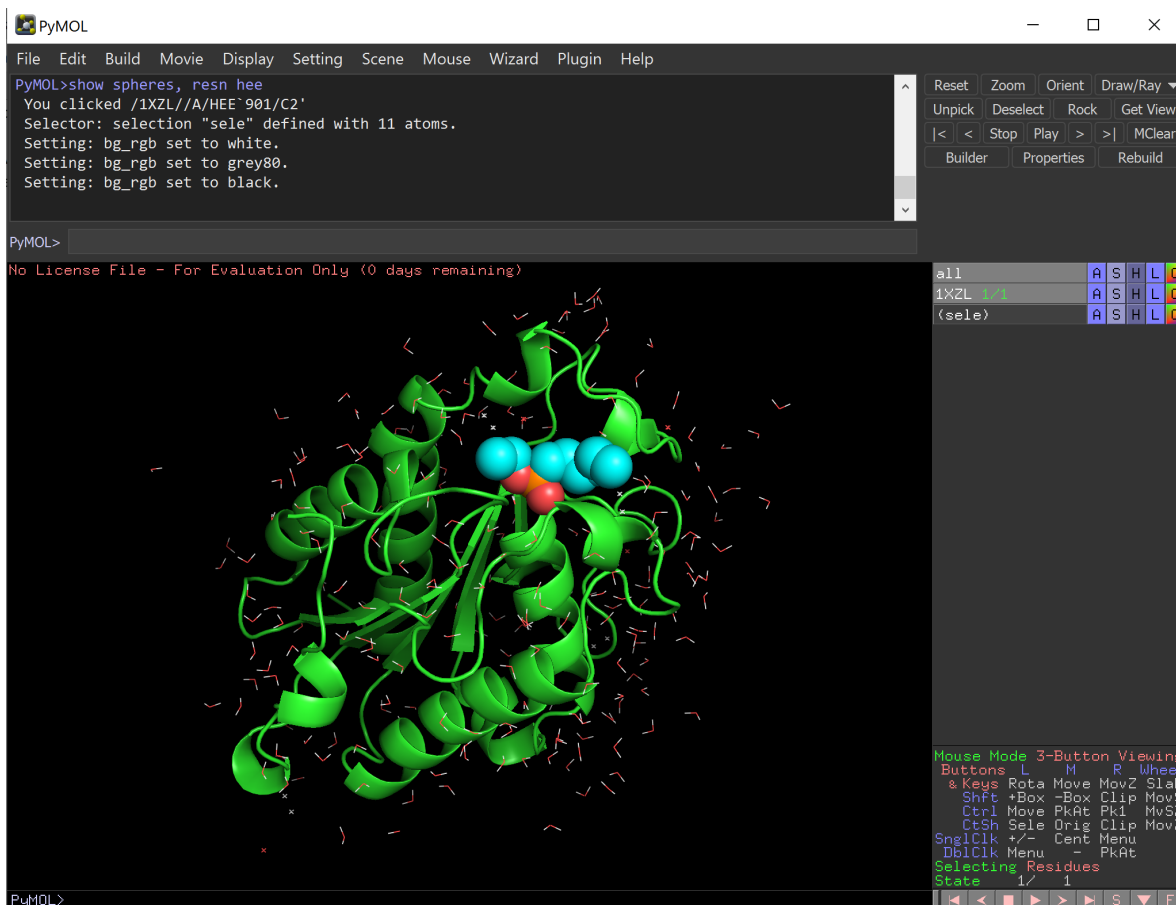 PyMOL
File Edit Build Movie Display Setting Scene Mouse Wizard Plugin Help
PyMOL>show spheres, resn hee
You clicked /1XZL//A/HEE`901/C2'
Selector: selection "sele" defined with 11 atoms.
Setting: bg_rgb set to white.
Setting: bg_rgb set to grey80.
Setting: bg_rgb set to black.
PyMOL>
Reset Zoom Orient Draw/Ray
Unpick Deselect Rock Get View
|< < Stop Play > >| MClear
Builder Properties Rebuild
No License File - For Evaluation Only (0 days remaining)
all A S H L C
1XZL 1/1 A S H L C
(sele) A S H L C
Mouse Mode 3-Button Viewing
Buttons L M R Whee
& Keys Rota Move MovZ Slab
Shft +Box -Box Clip MovS
Ctrl Move PkAt Pk1 MvSZ
CtSh Sele Orig Clip MovZ
SnglClk +/- Cent Menu
DblClk Menu - PkAt
Selecting Residues
State 1/ 1
PyMOL>
S F